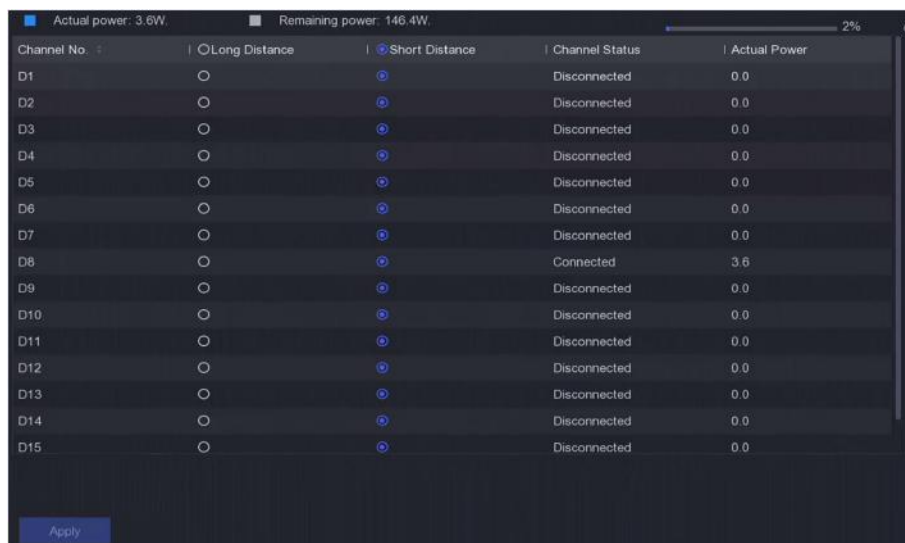 Actual power: 3.6W. Remaining power: 146.4W. 2%
Channel No. Long Distance Short Distance Channel Status Actual Power
D1 Disconnected 0.0
D2 Disconnected 0.0
D3 Disconnected 0.0
D4 Disconnected 0.0
D5 Disconnected 0.0
D6 Disconnected 0.0
D7 Disconnected 0.0
D8 Connected 3.6
D9 Disconnected 0.0
D10 Disconnected 0.0
D11 Disconnected 0.0
D12 Disconnected 0.0
D13 Disconnected 0.0
D14 Disconnected 0.0
D15 Disconnected 0.0
Apply